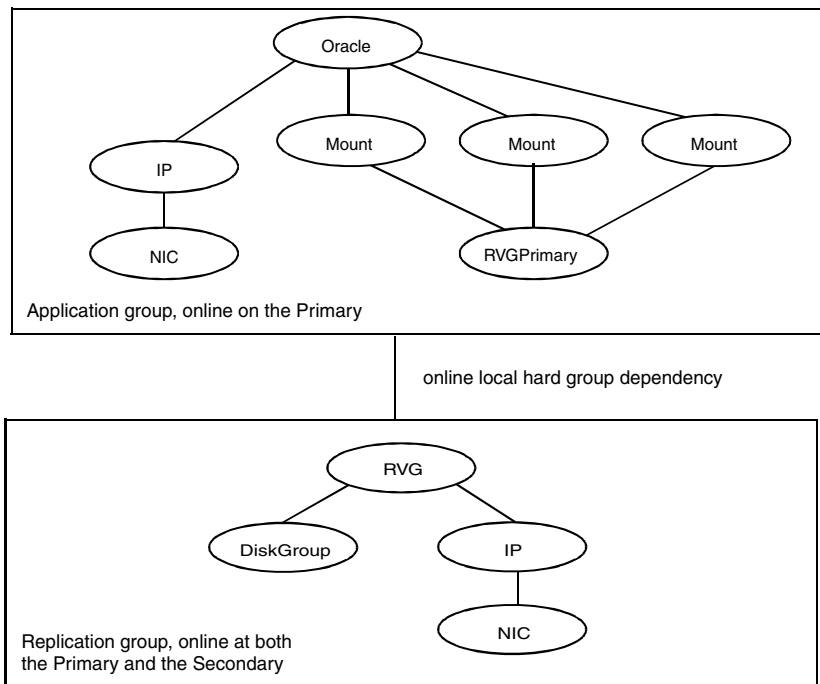 Oracle
Mount
Mount
Mount
IP
NIC
RVGPrimary
Application group, online on the Primary
online local hard group dependency
RVG
DiskGroup
IP
NIC
Replication group, online at both
the Primary and the Secondary